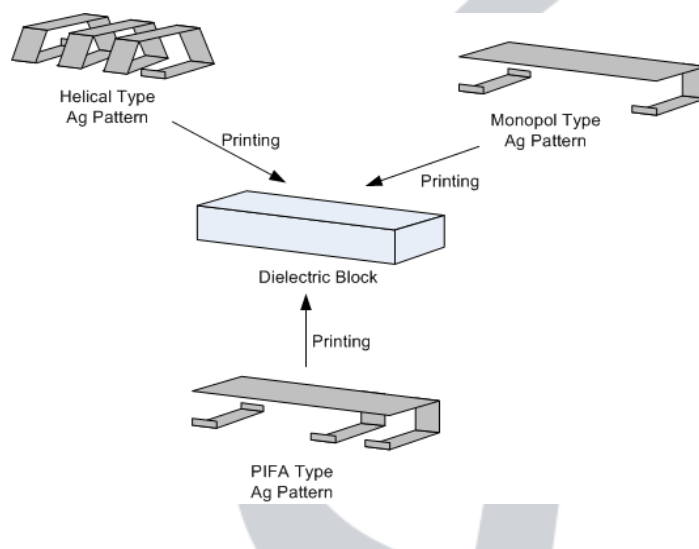 Helical Type
Ag Pattern
Monopol Type
Ag Pattern
Printing
Printing
Dielectric Block
Printing
PIFA Type
Ag Pattern